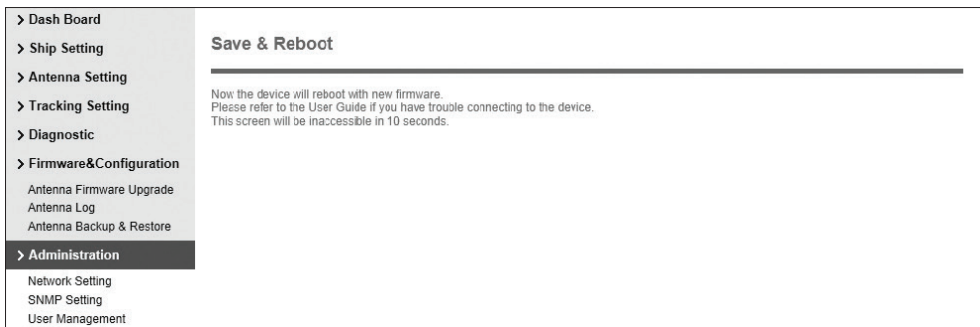 > Dash Board
> Ship Setting
> Antenna Setting
> Tracking Setting
> Diagnostic
> Firmware&Configuration
Antenna Firmware Upgrade
Antenna Log
Antenna Backup & Restore
> Administration
Network Setting
SNMP Setting
User Management
Save & Reboot
Now the device will reboot with new firmware.
Please refer to the User Guide if you have trouble connecting to the device.
This screen will be inaccessible in 10 seconds.